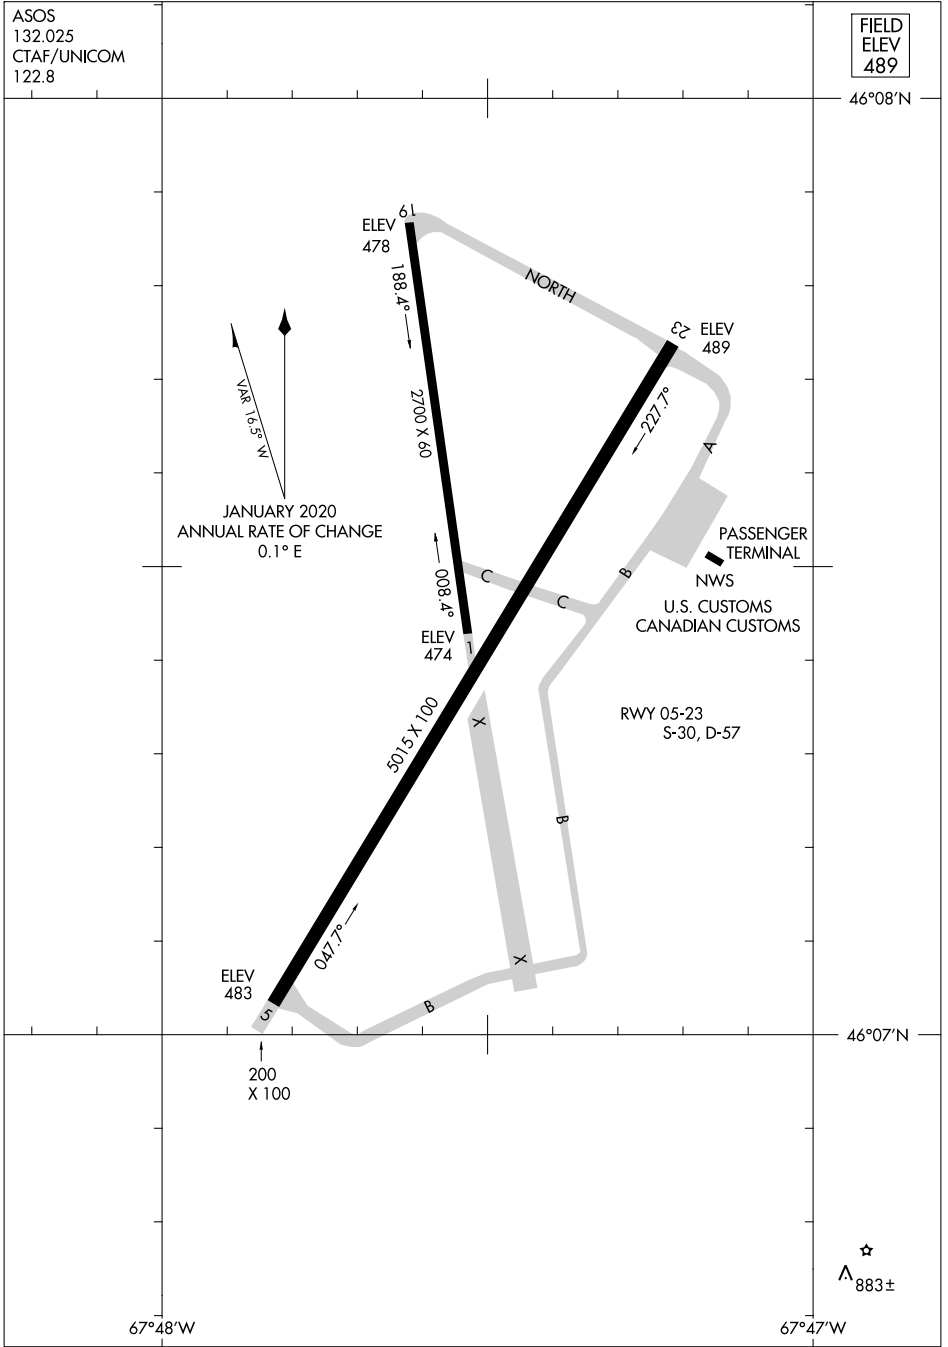 ASOS
132.025
CTAF/UNICOM
122.8
FIELD
ELEV
489
46°08'N
19
ELEV
478
188.4°
NORTH
23
ELEV
489
227.7°
VAR 16.5° W
2700 X 60
A
JANUARY 2020
ANNUAL RATE OF CHANGE
0.1° E
PASSENGER
TERMINAL
NWS
U.S. CUSTOMS
CANADIAN CUSTOMS
008.4°
C
C
B
ELEV
474
1
RWY 05-23
S-30, D-57
X
5015 X 100
B
047.7°
X
ELEV
483
5
B
46°07'N
200
X 100
883±
67°48'W
67°47'W